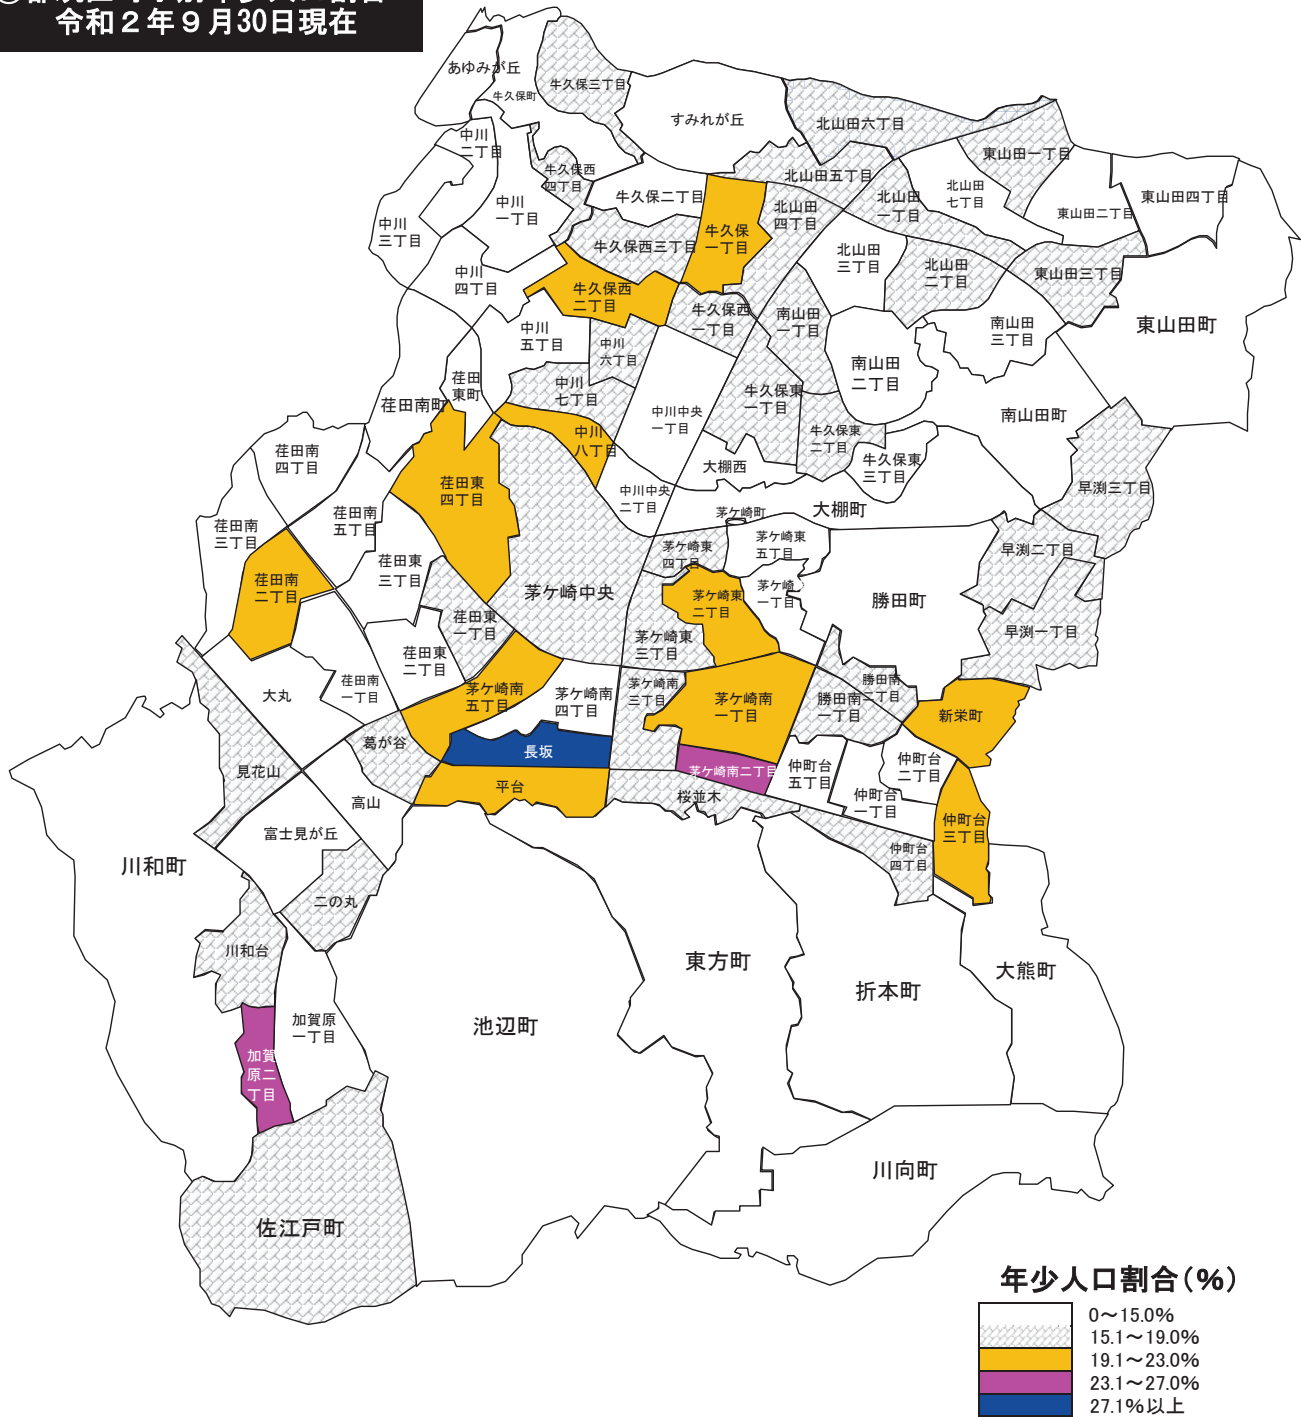 令和２年９月30日現在
あゆみが丘
牛久保町
牛久保三丁目
すみれが丘
北山田六丁目
中川
二丁目
牛久保西
四丁目
北山田五丁目
東山田一丁目
牛久保二丁目
北山田
七丁目
東山田四丁目
東山田二丁目
中川
一丁目
北山田
四丁目
北山田
一丁目
中川
三丁目
牛久保西三丁目
牛久保
一丁目
北山田
三丁目
北山田
二丁目
東山田三丁目
中川
四丁目
牛久保西
二丁目
牛久保西
一丁目
南山田
一丁目
南山田
三丁目
東山田町
中川
五丁目
中川
六丁目
南山田
二丁目
荏田
東町
荏田南町
中川
七丁目
牛久保東
一丁目
中川中央
一丁目
南山田町
中川
八丁目
牛久保東
二丁目
牛久保東
三丁目
荏田南
四丁目
大棚西
荏田東
四丁目
中川中央
二丁目
早渕三丁目
大棚町
茅ケ崎町
荏田南
三丁目
荏田南
五丁目
茅ケ崎東
四丁目
茅ケ崎東
五丁目
早渕二丁目
荏田東
三丁目
荏田南
二丁目
茅ケ崎中央
茅ケ崎東
二丁目
茅ケ崎
一丁目
勝田町
荏田東
一丁目
茅ケ崎東
三丁目
早渕一丁目
荏田東
二丁目
大丸
荏田南
一丁目
茅ケ崎南
五丁目
茅ケ崎南
四丁目
茅ケ崎南
三丁目
茅ケ崎南
一丁目
勝田南
二丁目
勝田南
一丁目
新栄町
葛が谷
長坂
見花山
茅ケ崎南二丁目
仲町台
五丁目
仲町台
二丁目
平台
桜並木
仲町台
一丁目
高山
富士見が丘
仲町台
三丁目
仲町台
四丁目
川和町
二の丸
川和台
東方町
折本町
大熊町
池辺町
加賀原
一丁目
加賀
原二
丁目
川向町
佐江戸町
年少人口割合（％）
0～15.0%
15.1～19.0%
19.1～23.0%
23.1～27.0%
27.1%以上